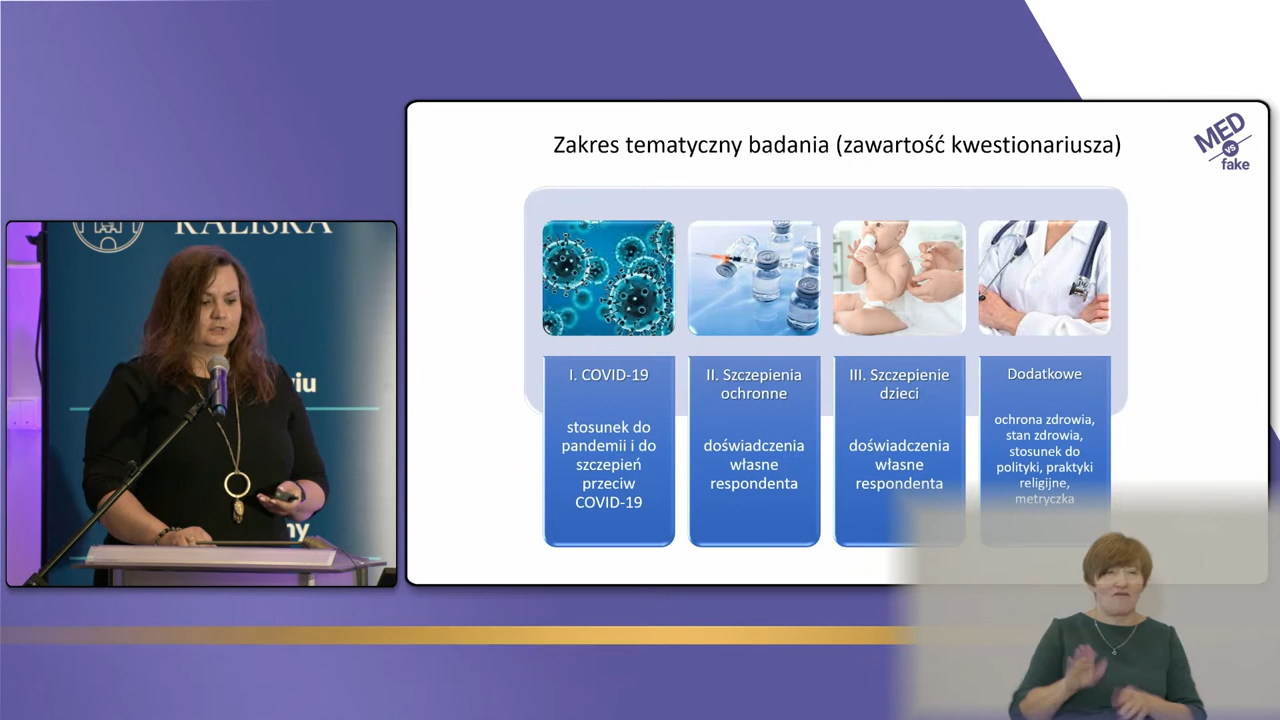 KALISKA
iu
ny
Zakres tematyczny badania (zawartość kwestionariusza)
MED
vs
fake
I. COVID-19
stosunek do
pandemii i do
szczepień
przeciw
COVID-19
II. Szczepienia
ochronne
doświadczenia
własne
respondenta
III. Szczepienie
dzieci
doświadczenia
własne
respondenta
Dodatkowe
ochrona zdrowia,
stan zdrowia,
stosunek do
polityki, praktyki
religijne,
metryczka